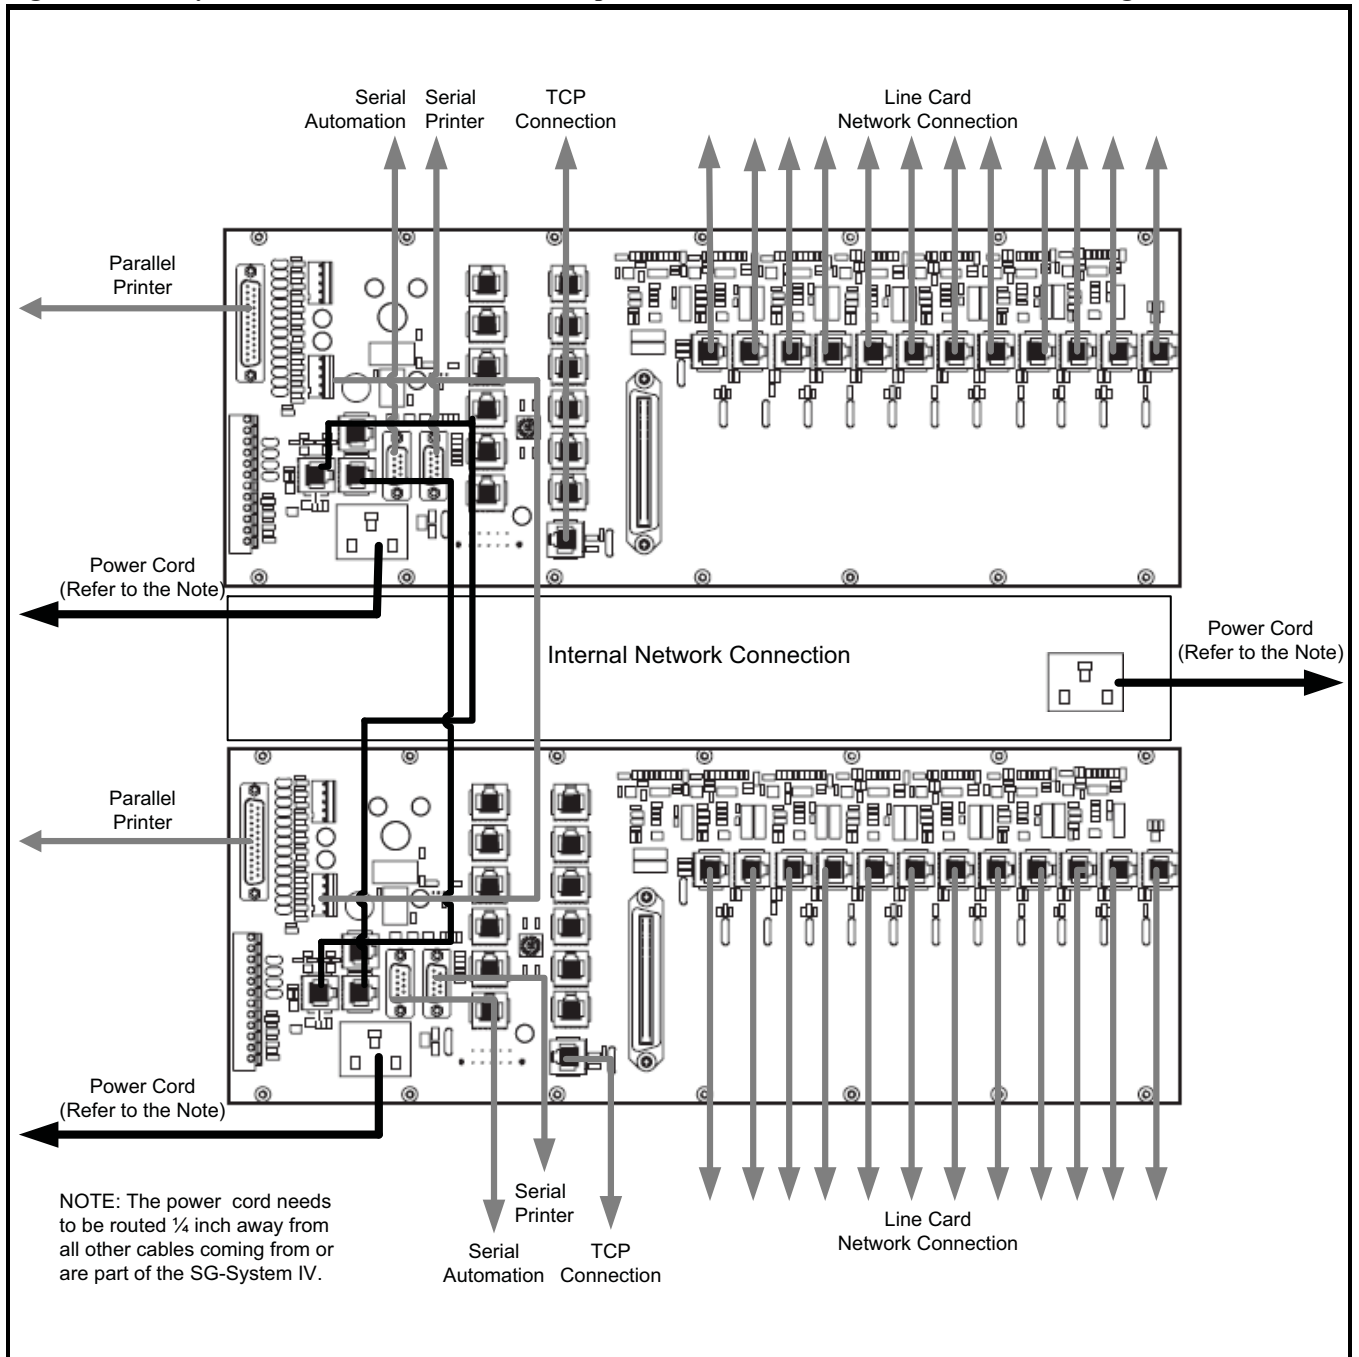 Serial
Automation
Serial
Printer
TCP
Connection
Line Card
Network Connection
Parallel
Printer
Power Cord
(Refer to the Note)
Internal Network Connection
Power Cord
(Refer to the Note)
Parallel
Printer
Power Cord
(Refer to the Note)
NOTE: The power cord needs
to be routed ¼ inch away from
all other cables coming from or
are part of the SG-System IV.
Serial
Printer
Serial
Automation
TCP
Connection
Line Card
Network Connection